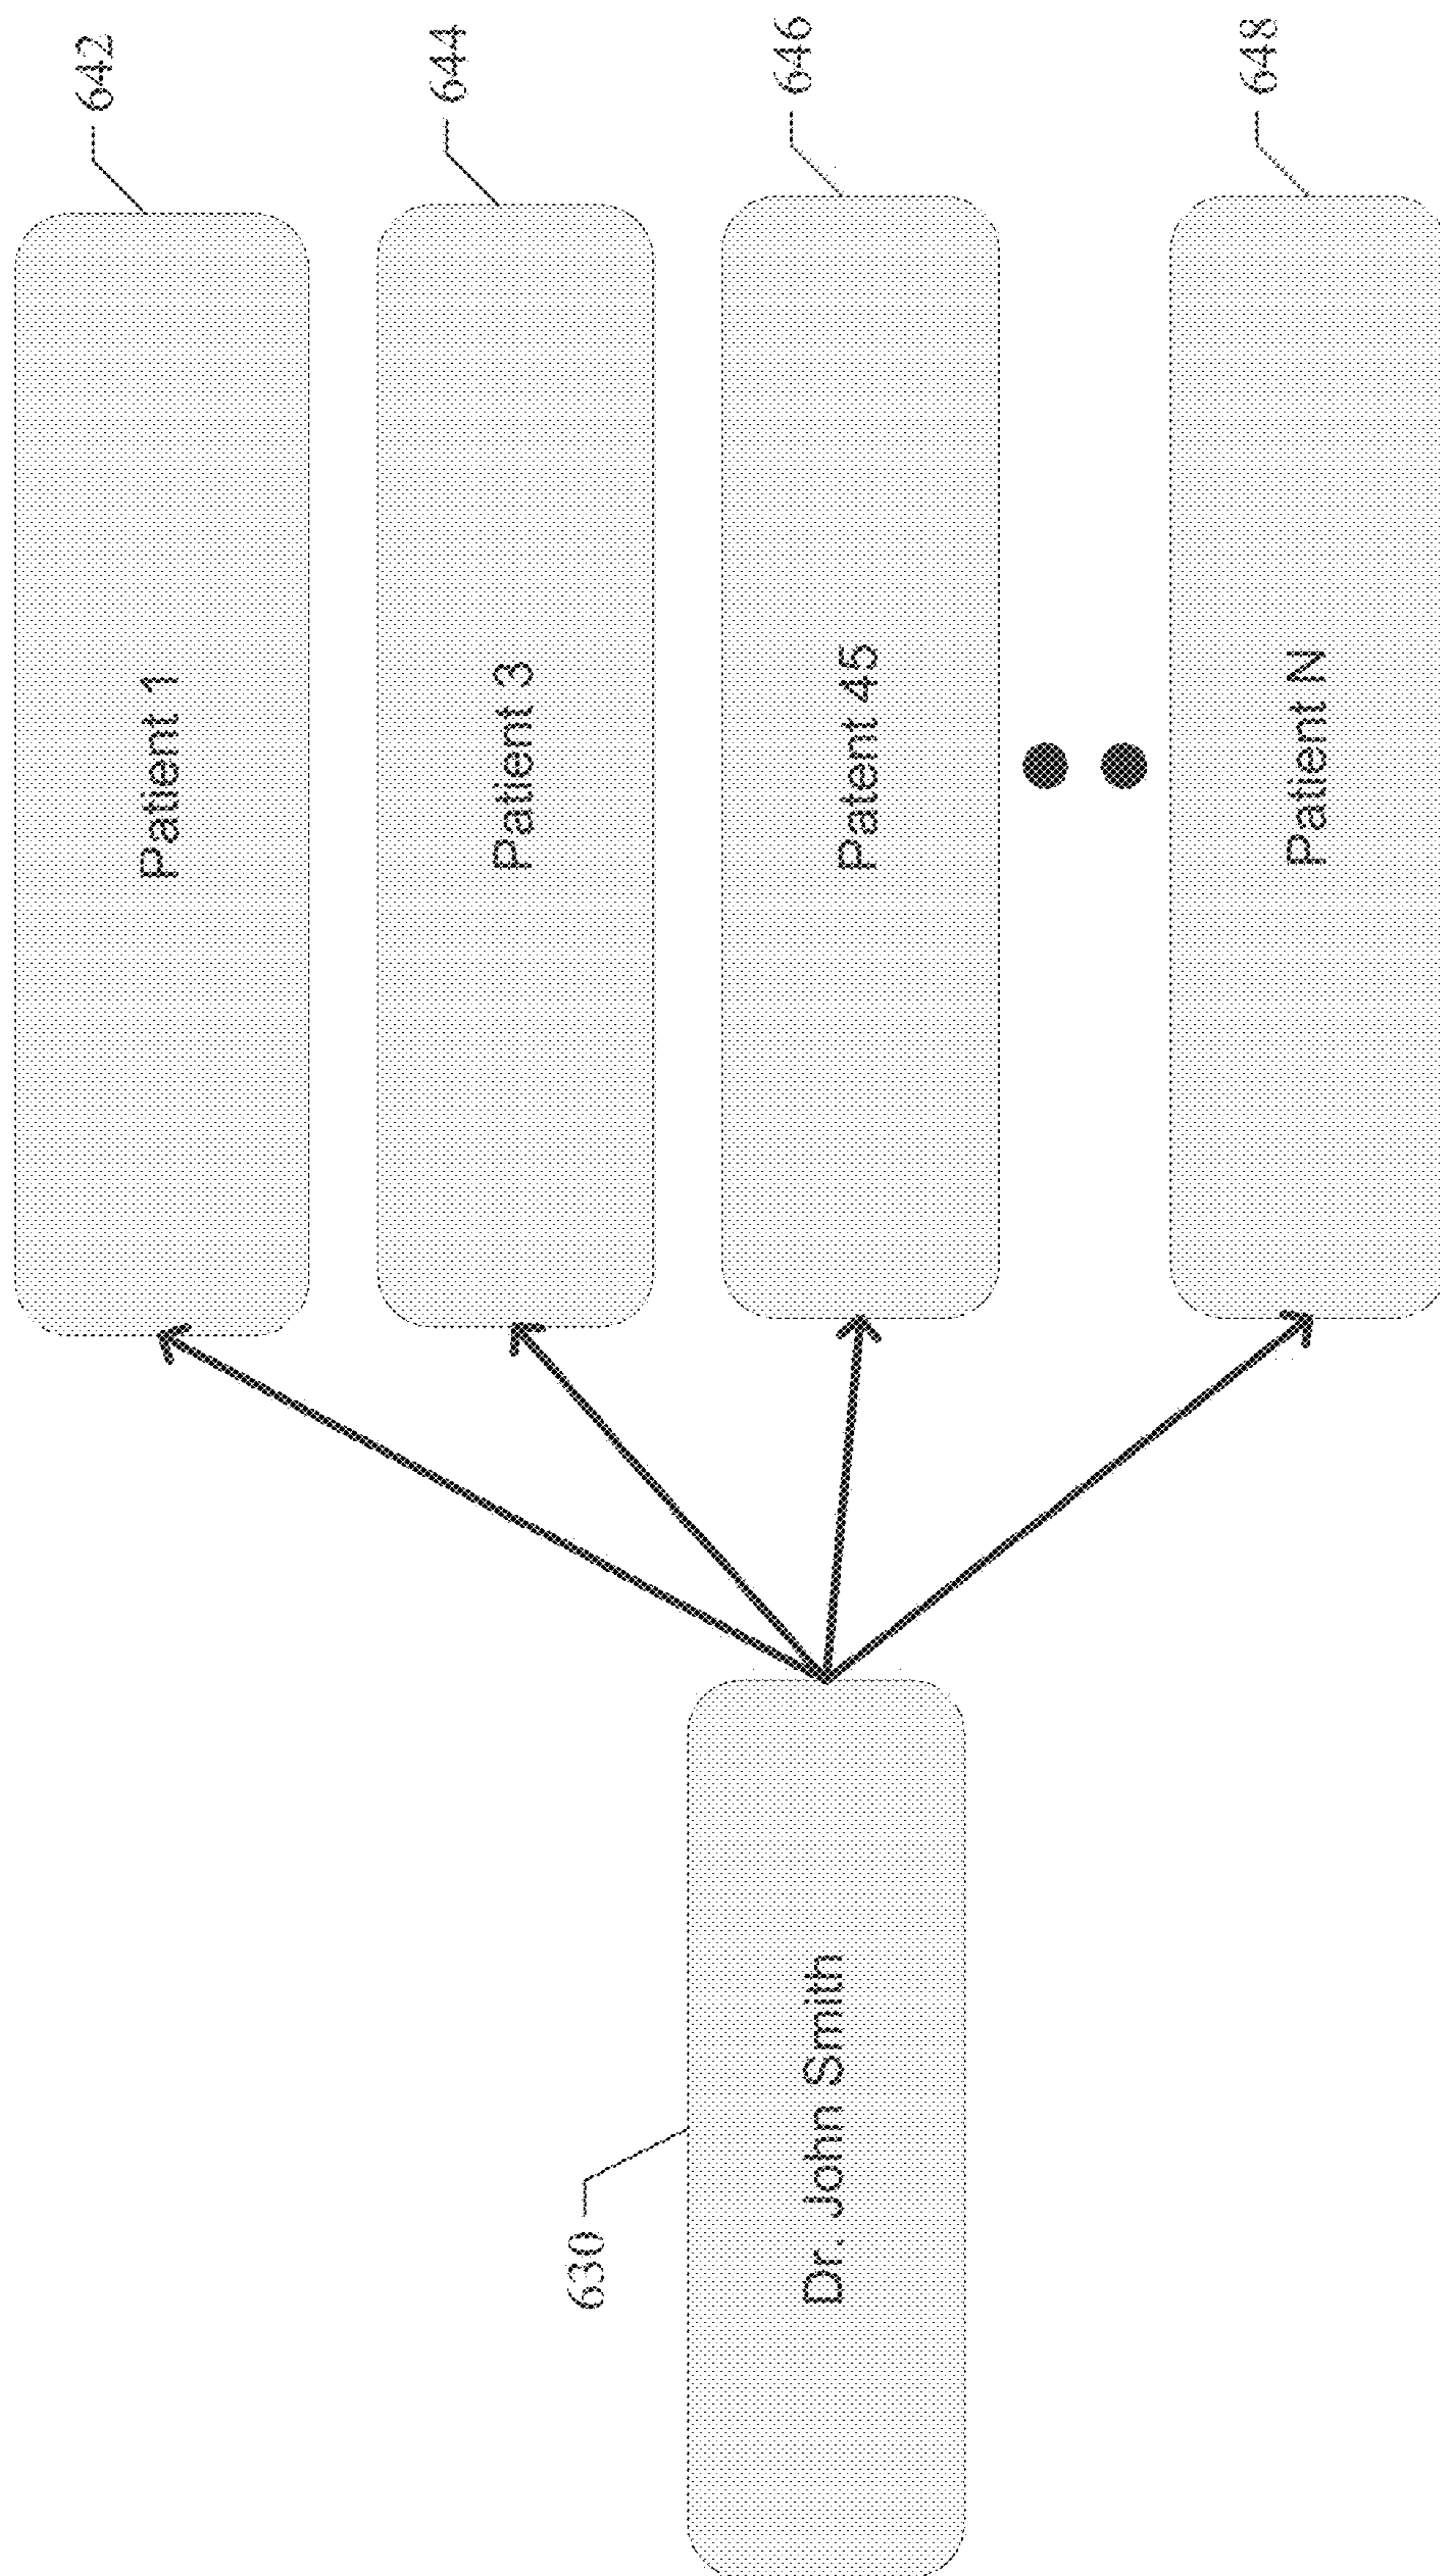 630
Dr. John Smith
Patient 1
642
Patient 3
644
Patent 45
646
Patient N
648